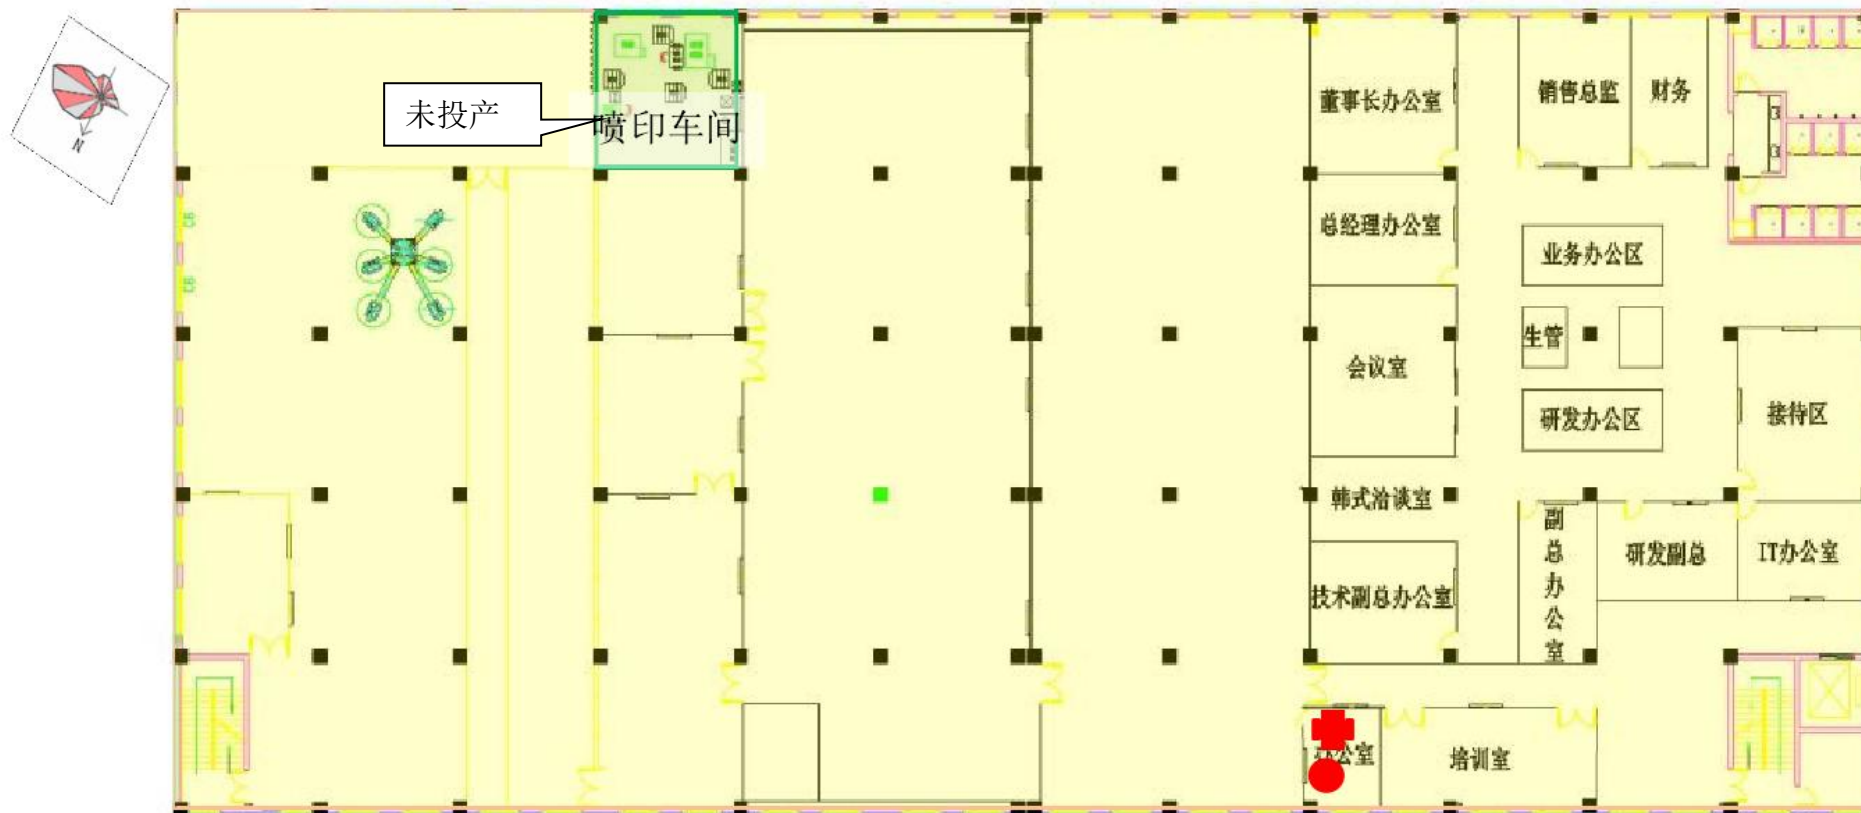 N
未投产
喷印车间
董事长办公室
销售总监
财务
总经理办公室
业务办公区
生管
会议室
研发办公区
接待区
韩式洽谈室
副总办公室
研发副总
IT办公室
技术副总办公室
办公室
培训室